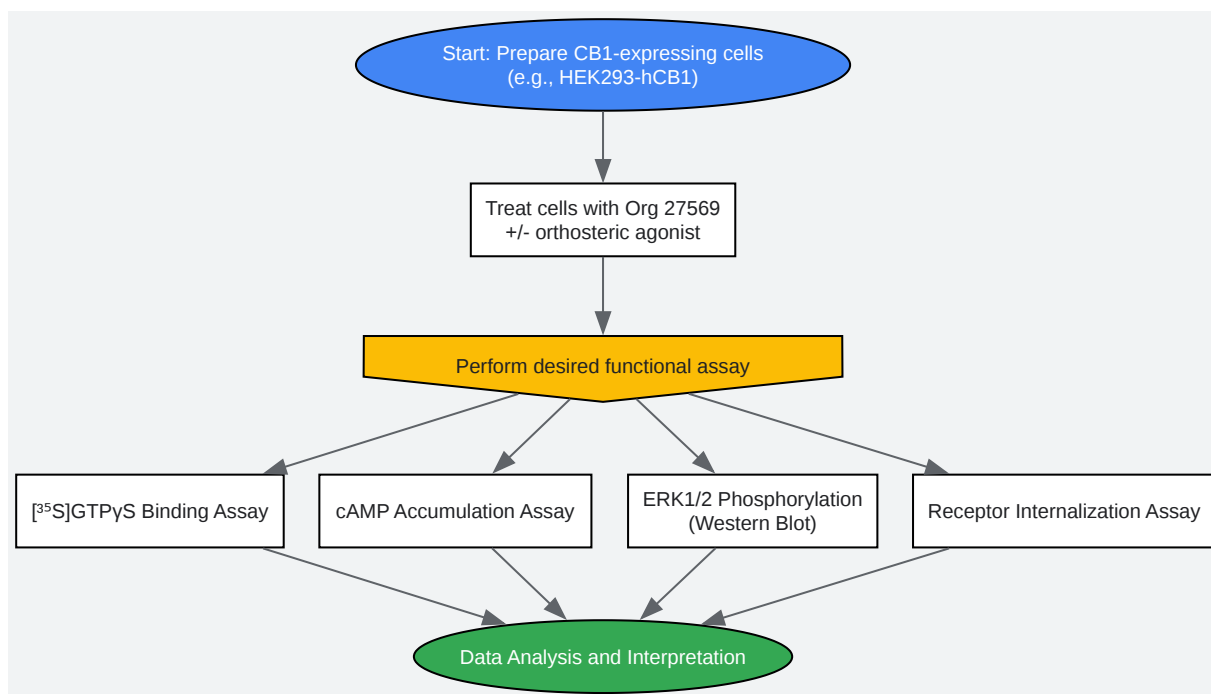 Start: Prepare CB1-expressing cells
(e.g., HEK293-hCB1)
Treat cells with Org 27569
+/- orthosteric agonist
Perform desired functional assay
[³⁵S]GTPγS Binding Assay
cAMP Accumulation Assay
ERK1/2 Phosphorylation
(Western Blot)
Receptor Internalization Assay
Data Analysis and Interpretation